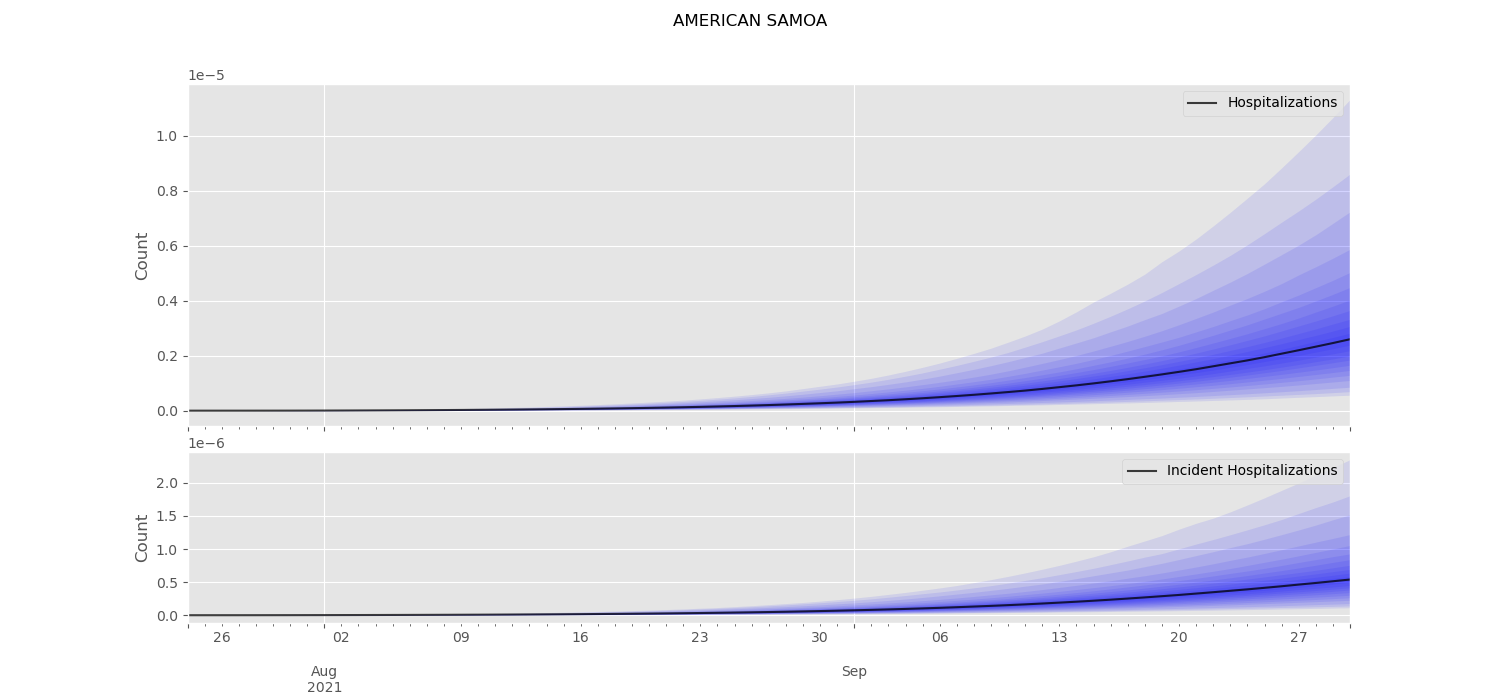 AMERICAN SAMOA
1e−5
Hospitalizations
1.0
0.8
0.6
0.4
0.2
0.0
Count
1e−6
Incident Hospitalizations
2.0
1.5
1.0
0.5
0.0
Count
26 02 09 16 23 30 06 13 20 27
Aug Sep
2021